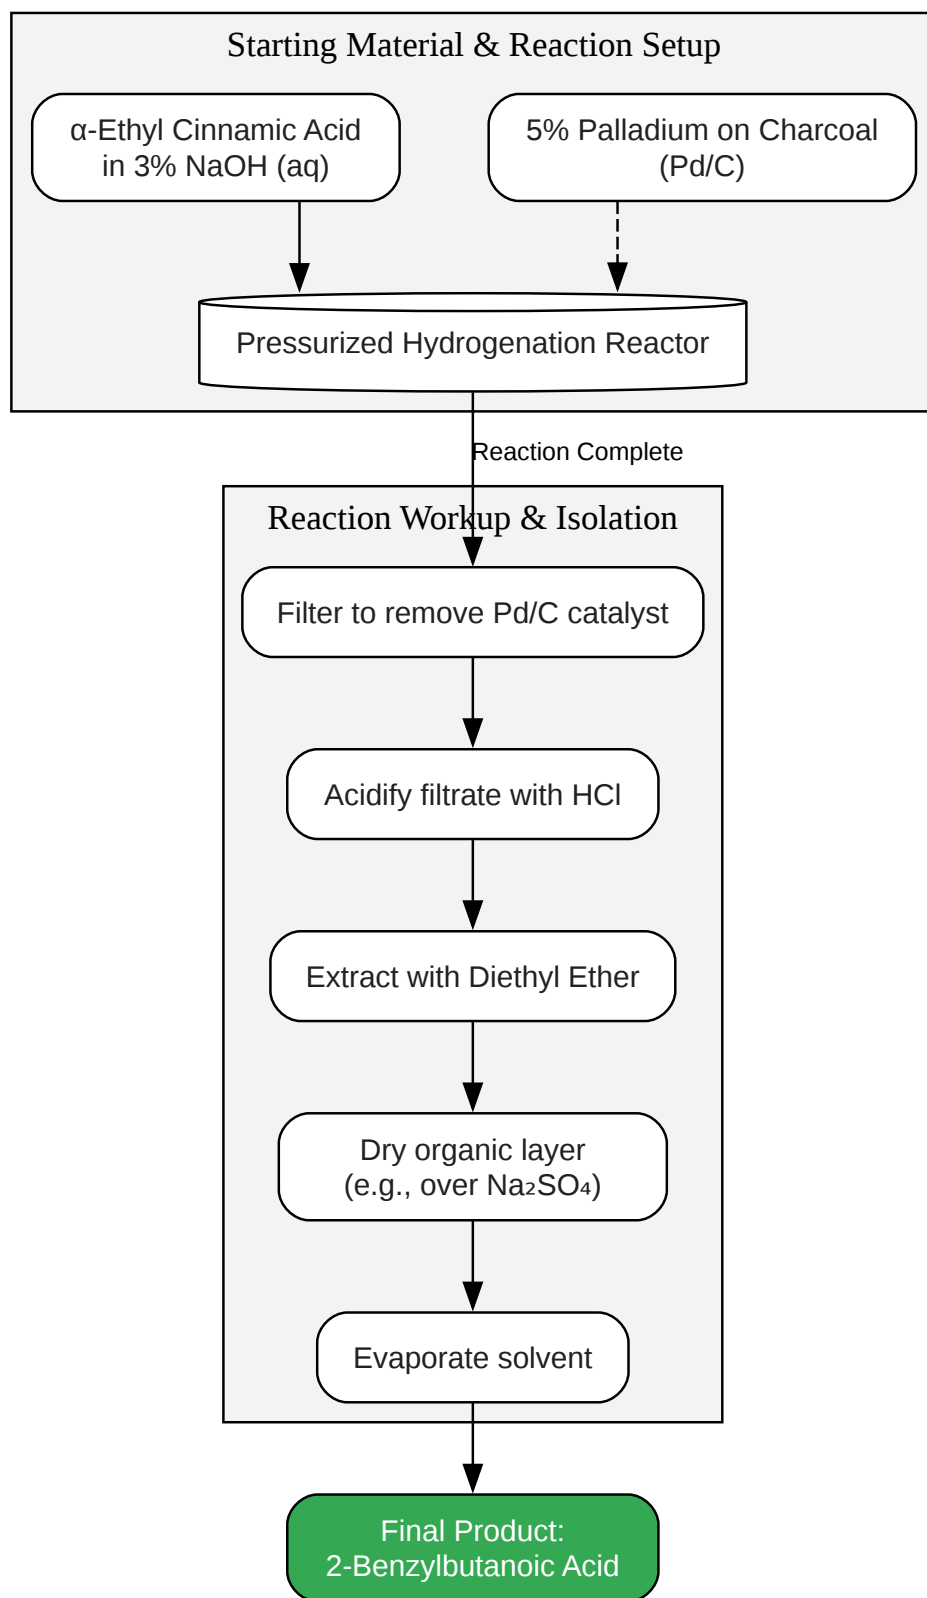 Starting Material & Reaction Setup
α-Ethyl Cinnamic Acid
in 3% NaOH (aq)
5% Palladium on Charcoal
(Pd/C)
Pressurized Hydrogenation Reactor
Reaction Complete
Reaction Workup & Isolation
Filter to remove Pd/C catalyst
Acidify filtrate with HCl
Extract with Diethyl Ether
Dry organic layer
(e.g., over Na₂SO₄)
Evaporate solvent
Final Product:
2-Benzylbutanoic Acid